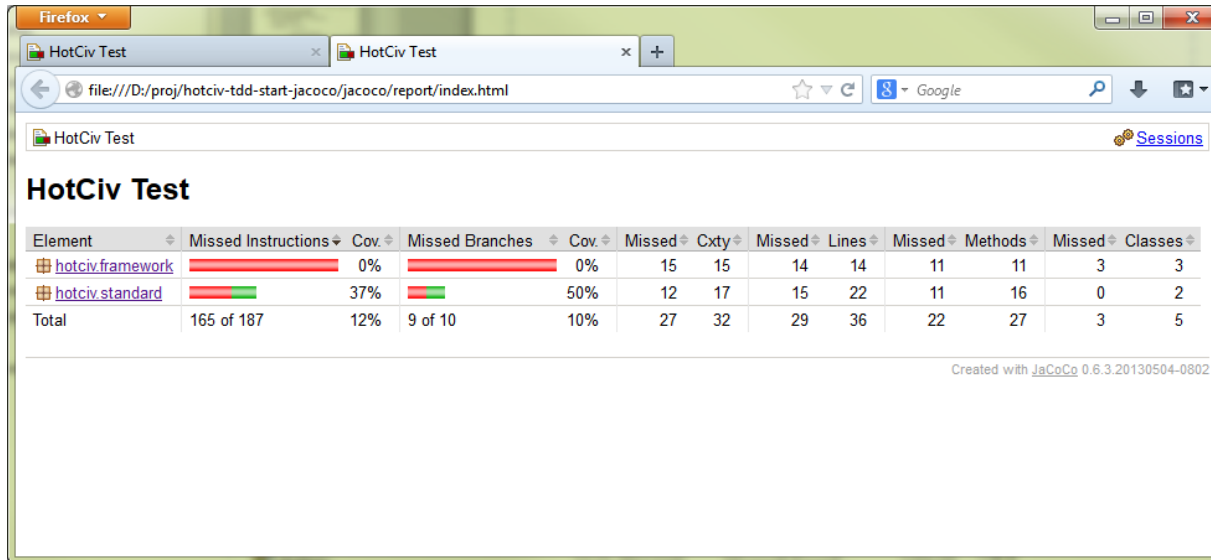 Firefox
HotCiv Test HotCiv Test
file:///D:/proj/hotciv-tdd-start-jacoco/jacoco/report/index.html Google
HotCiv Test Sessions
HotCiv Test
Element Missed Instructions Cov. Missed Branches Cov. Missed Cxty Missed Lines Missed Methods Missed Classes
hotciv.framework 0% 0% 15 15 14 14 11 11 3 3
hotciv.standard 37% 50% 12 17 15 22 11 16 0 2
Total 165 of 187 12% 9 of 10 10% 27 32 29 36 22 27 3 5
Created with JaCoCo 0.6.3.20130504-0802